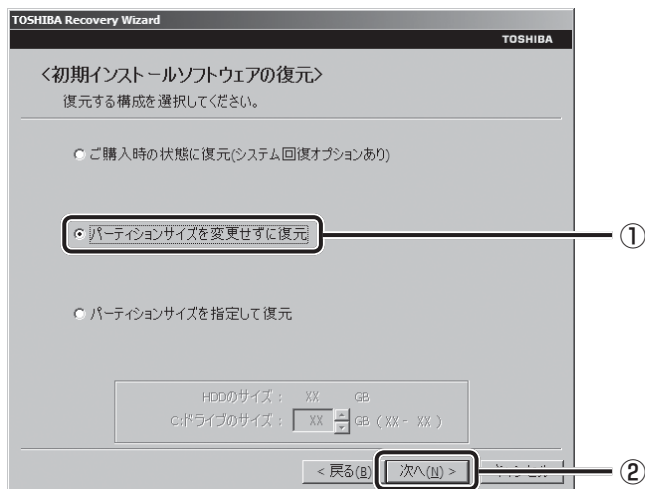 TOSHIBA Recovery Wizard
TOSHIBA
<初期インストールソフトウェアの復元>
復元する構成を選択してください。
ご購入時の状態に復元(システム回復オプションあり)
パーティションサイズを変更せずに復元
①
パーティションサイズを指定して復元
HDDのサイズ： XX GB
C:ドライブのサイズ： XX GB ( XX - XX )
< 戻る(B)
次へ(N) >
②